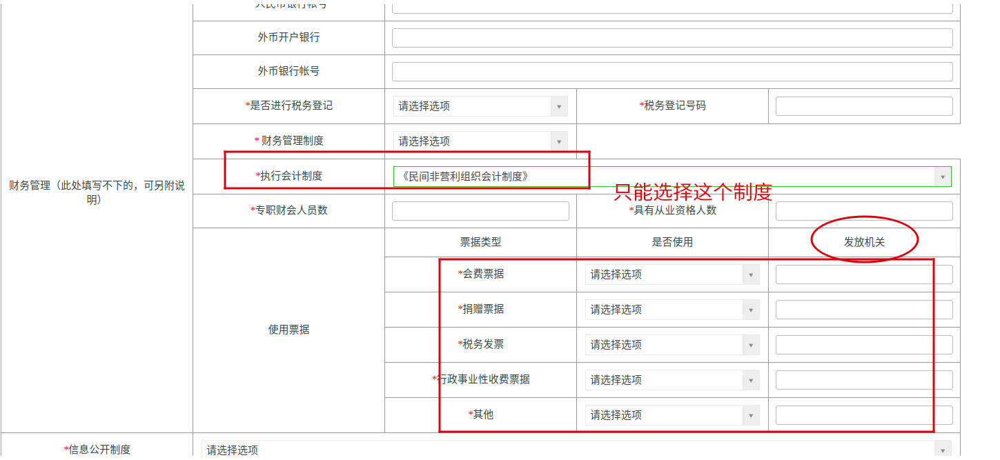 人民币银行帐号
外币开户银行
外币银行帐号
*是否进行税务登记 请选择选项 *税务登记号码
* 财务管理制度 请选择选项
*执行会计制度 《民间非营利组织会计制度》
财务管理（此处填写不下的，可另附说
明）
只能选择这个制度
*专职财会人员数 *具有从业资格人数
票据类型 是否使用 发放机关
*会费票据 请选择选项
*捐赠票据 请选择选项
使用票据
*税务发票 请选择选项
*行政事业性收费票据 请选择选项
*其他 请选择选项
*信息公开制度 请选择选项